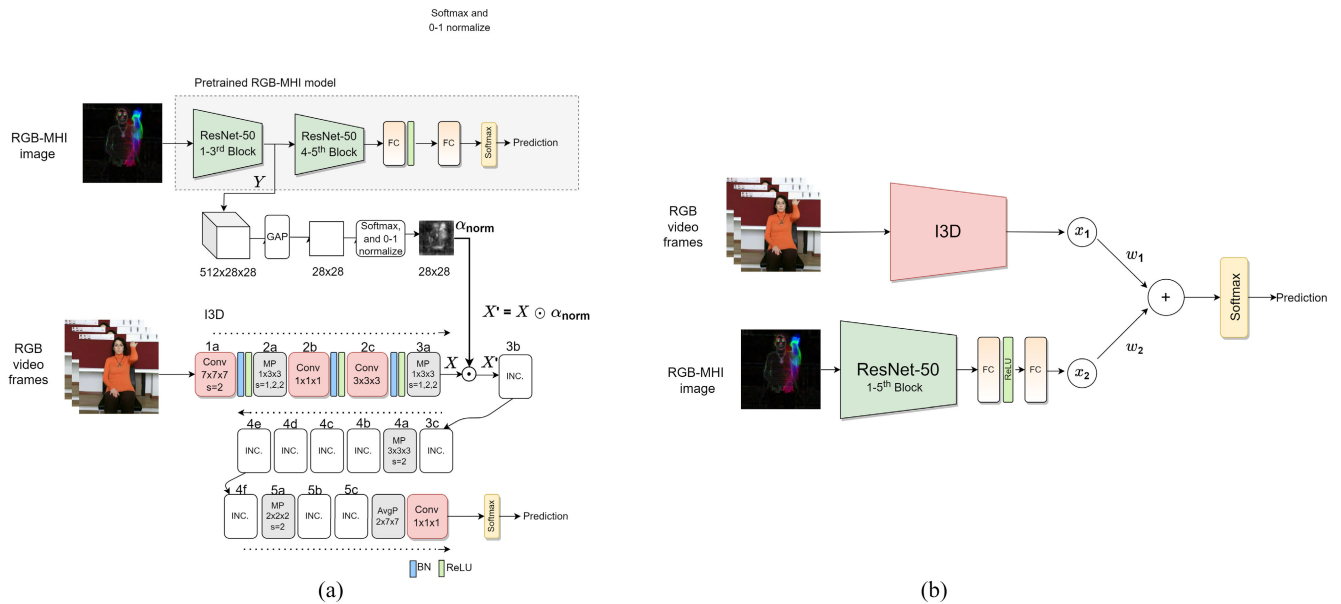 Softmax and
0-1 normalize
Pretrained RGB-MHI model
RGB-MHI
image
ResNet-50
1-3rd Block
ResNet-50
4-5th Block
FC
FC
Softmax
Prediction
Y
GAP
Softmax,
and 0-1
normalize
αnorm
512x28x28
28x28
28x28
X' = X ⊙ αnorm
I3D
RGB
video
frames
1a
Conv
7x7x7
s=2
2a
MP
1x3x3
s=1,2,2
2b
Conv
1x1x1
2c
Conv
3x3x3
3a
MP
1x3x3
s=1,2,2
X
X'
3b
INC.
4e
INC.
4d
INC.
4c
INC.
4b
INC.
4a
MP
3x3x3
s=2
3c
INC.
4f
INC.
5a
MP
2x2x2
s=2
5b
INC.
5c
INC.
AvgP
2x7x7
Conv
1x1x1
Softmax
Prediction
BN
ReLU
(a)
RGB
video
frames
I3D
x1
w1
+
Softmax
Prediction
RGB-MHI
image
ResNet-50
1-5th Block
FC
ReLU
FC
x2
w2
(b)